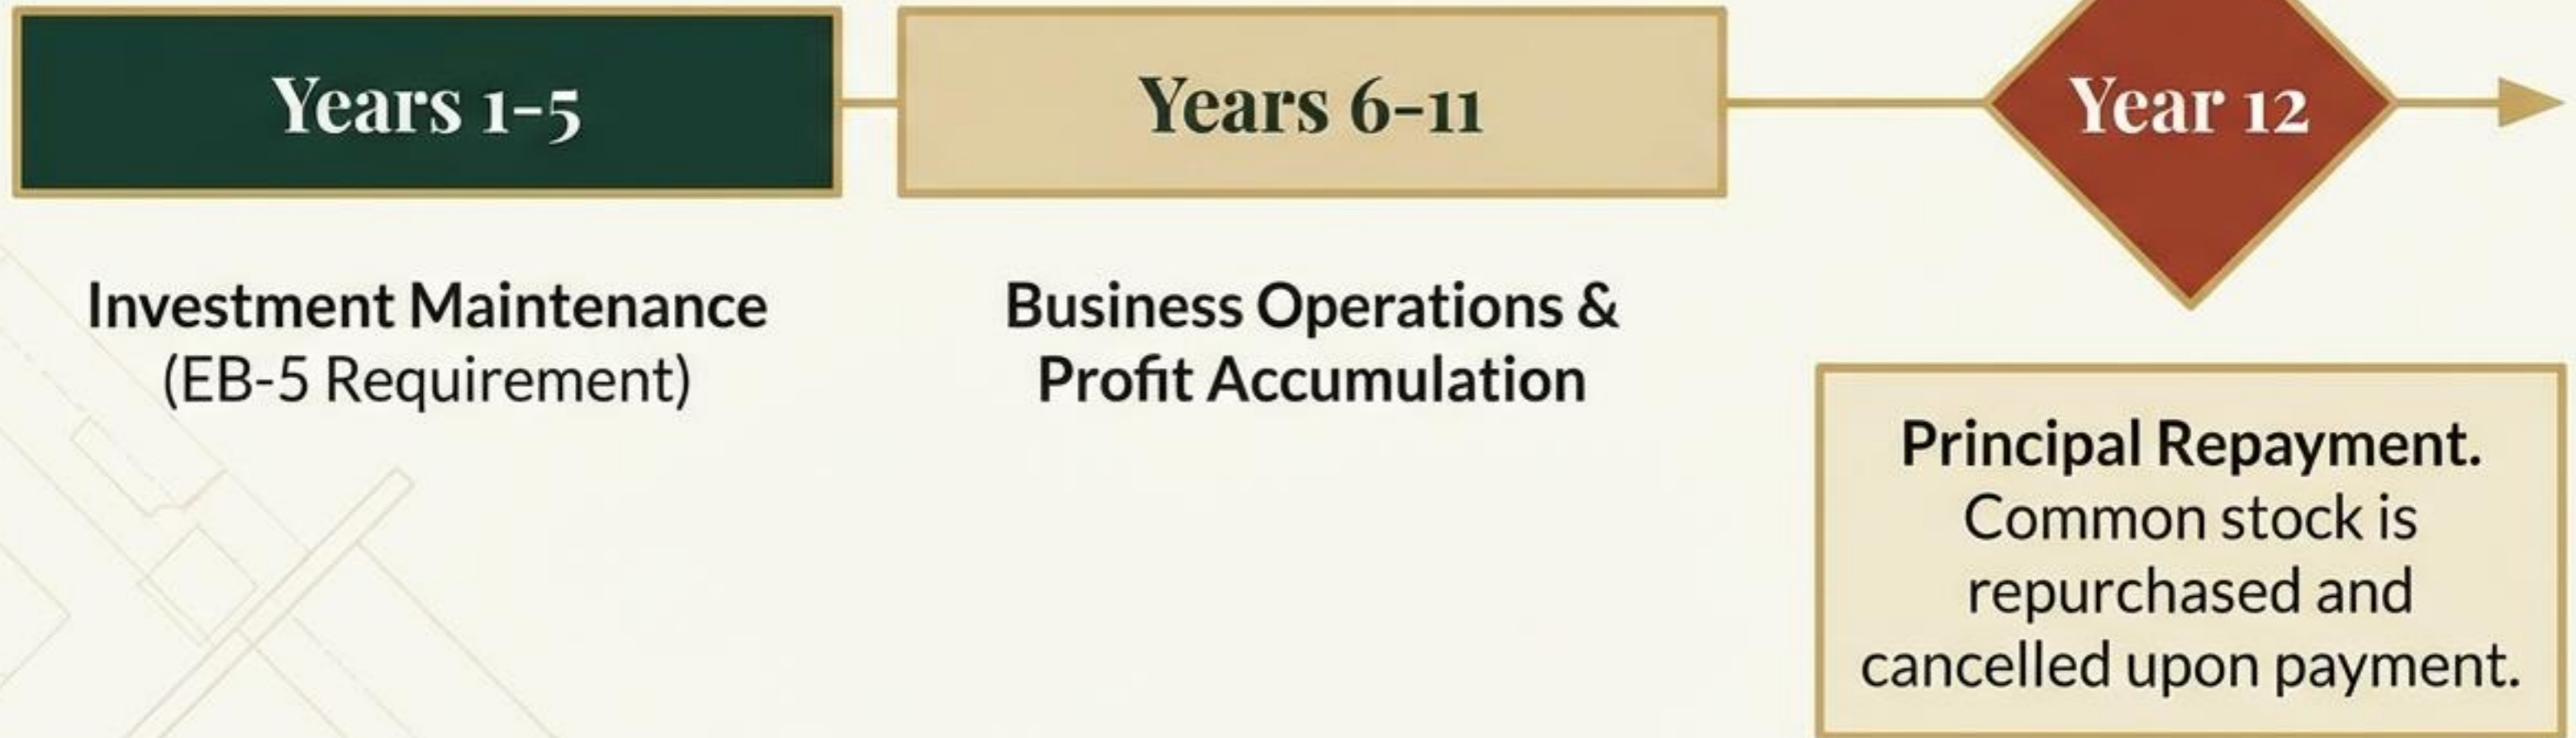 Years 1-5
Years 6-11
Year 12
Investment Maintenance
(EB-5 Requirement)
Business Operations &
Profit Accumulation
Principal Repayment.
Common stock is
repurchased and
cancelled upon payment.